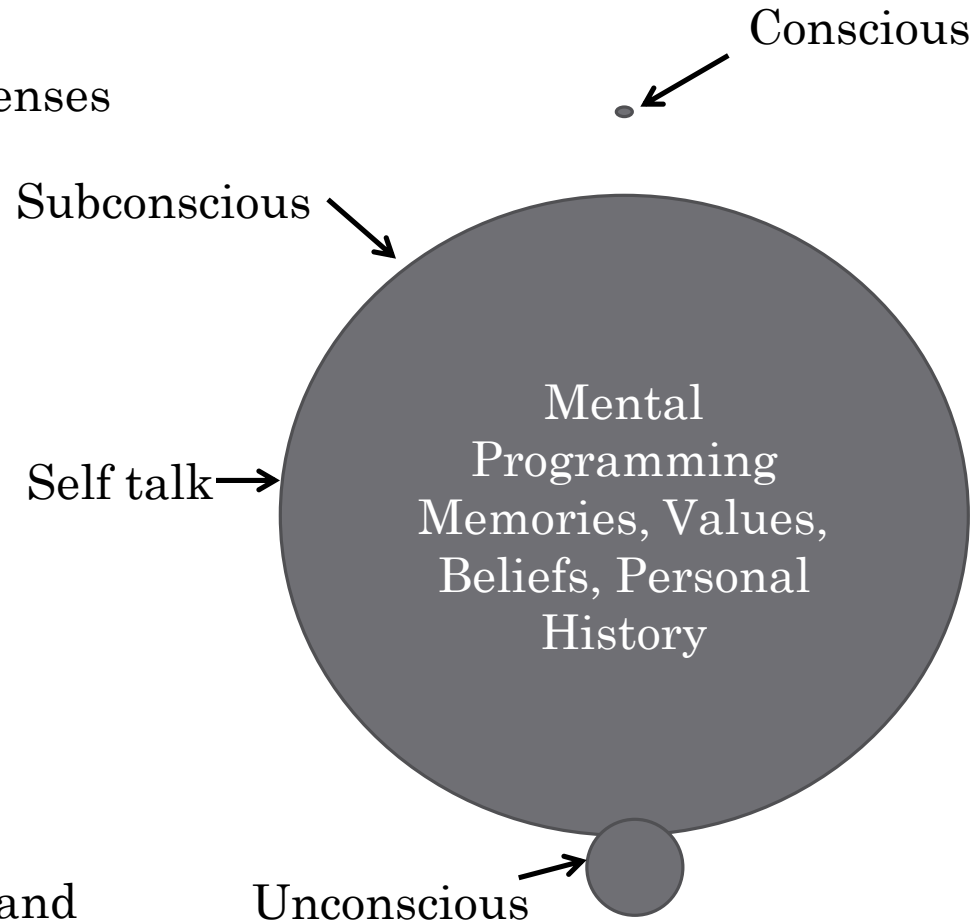 Conscious
enses
Subconscious
Mental
Programming
Memories, Values,
Beliefs, Personal
History
Self talk
and
Unconscious